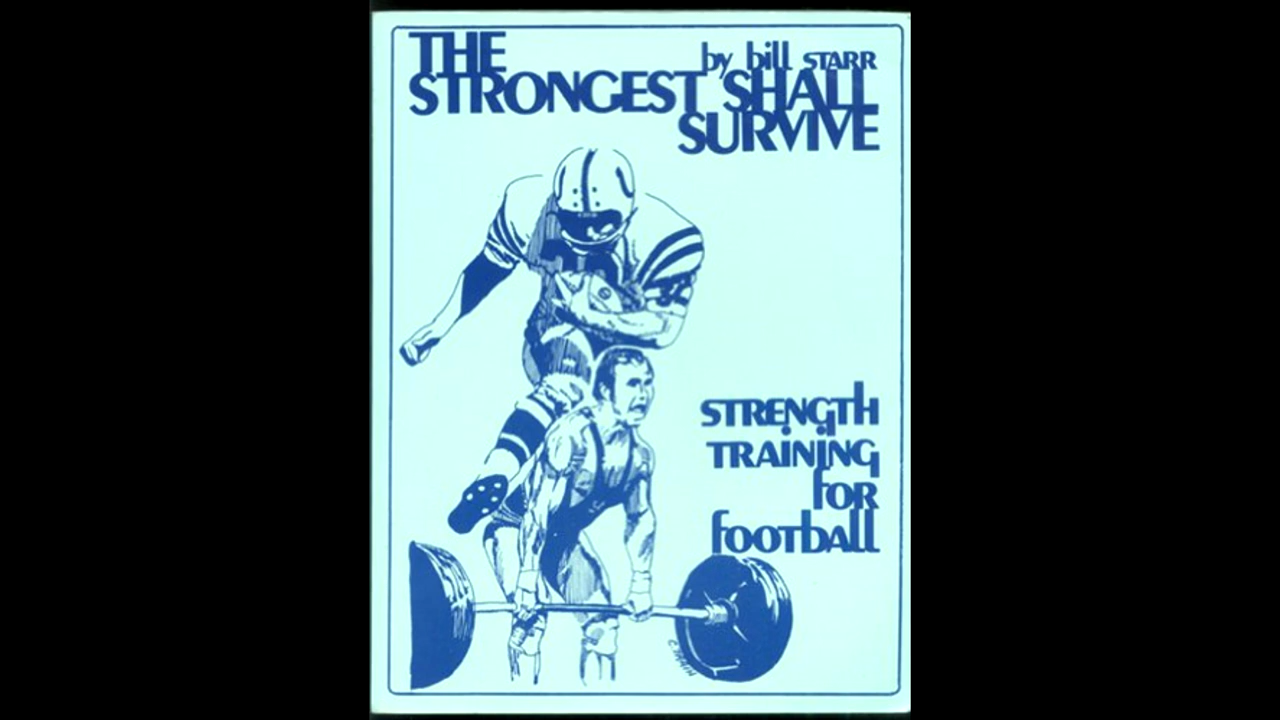 THE
by bill STARR
STRONGEST SHALL
SURVIVE
STRENGTH
TRAINING
FOR
football